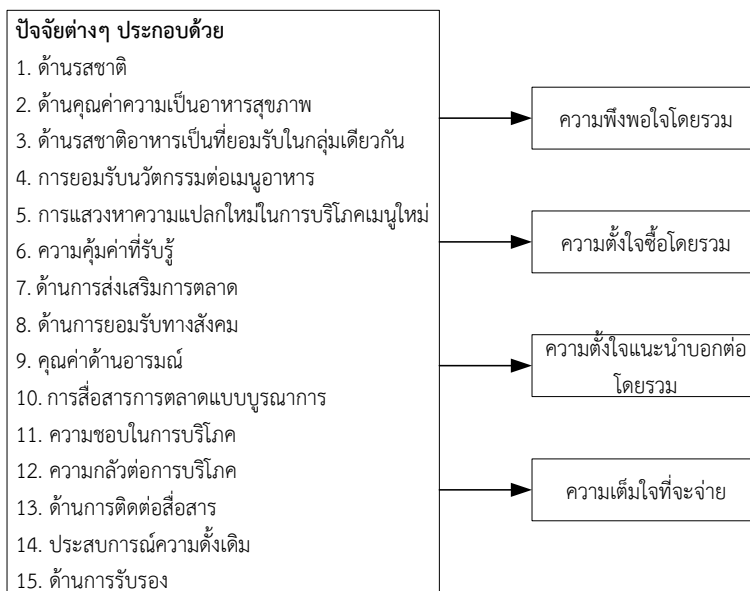 ปัจจัยต่างๆ ประกอบด้วย
1. ด้านรสชาติ
2. ด้านคุณค่าความเป็นอาหารสุขภาพ
3. ด้านรสชาติอาหารเป็นที่ยอมรับในกลุ่มเดียวกัน
4. การยอมรับนวัตกรรมต่อเมนูอาหาร
5. การแสวงหาความแปลกใหม่ในการบริโภคเมนูใหม่
6. ความคุ้มค่าที่รับรู้
7. ด้านการส่งเสริมการตลาด
8. ด้านการยอมรับทางสังคม
9. คุณค่าด้านอารมณ์
10. การสื่อสารการตลาดแบบบูรณาการ
11. ความชอบในการบริโภค
12. ความกลัวต่อการบริโภค
13. ด้านการติดต่อสื่อสาร
14. ประสบการณ์ความดั้งเดิม
15. ด้านการรับรอง
ความพึงพอใจโดยรวม
ความตั้งใจซื้อโดยรวม
ความตั้งใจแนะนำบอกต่อ
โดยรวม
ความเต็มใจที่จะจ่าย